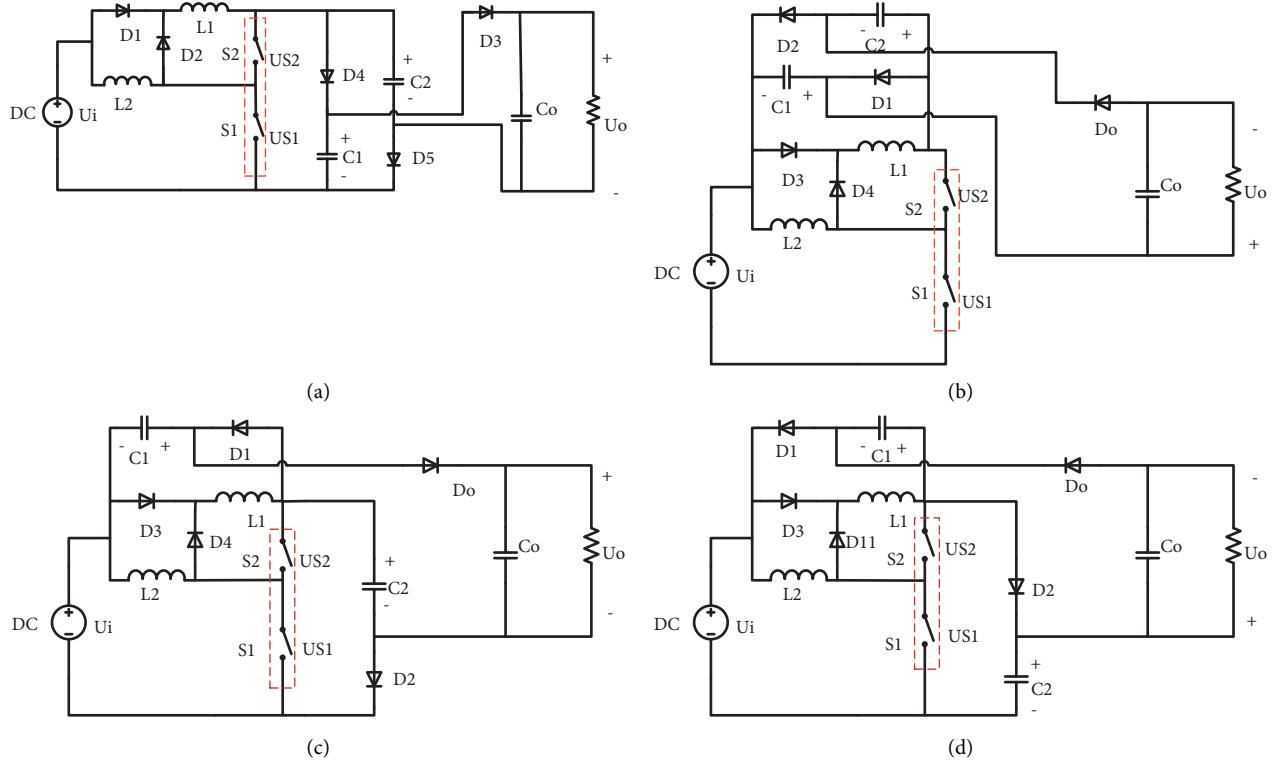 D1
L1
D2
S2
US2
L2
DC
Ui
S1
US1
D4
+
C2
-
+
C1
-
D5
D3
Co
+
Uo
-
(a)
D2
-
C2
+
-
C1
+
D1
D3
L1
D4
S2
US2
L2
DC
Ui
S1
US1
Do
Co
-
Uo
+
(b)
-
C1
+
D1
D3
L1
D4
S2
US2
L2
DC
Ui
S1
US1
+
C2
-
D2
Do
Co
+
Uo
-
(c)
D1
-
C1
+
D3
L1
D11
S2
US2
L2
DC
Ui
S1
US1
D2
+
C2
-
Do
Co
-
Uo
+
(d)